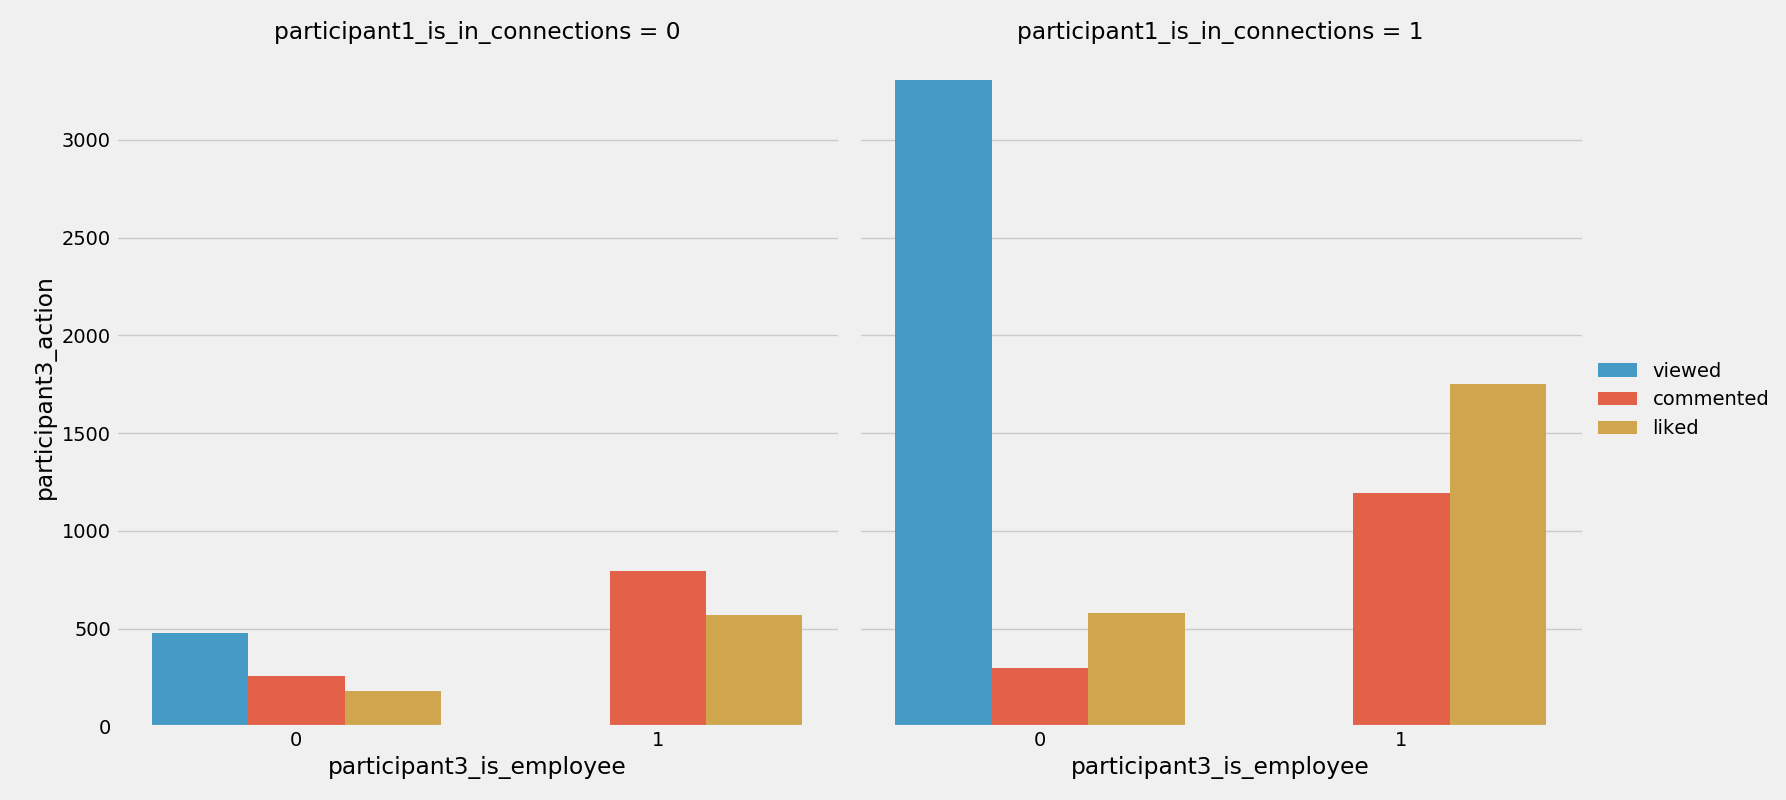 participant1_is_in_connections = 0
participant1_is_in_connections = 1
participant3_action
3000
2500
2000
1500
1000
500
0
0
1
0
1
participant3_is_employee
participant3_is_employee
viewed
commented
liked